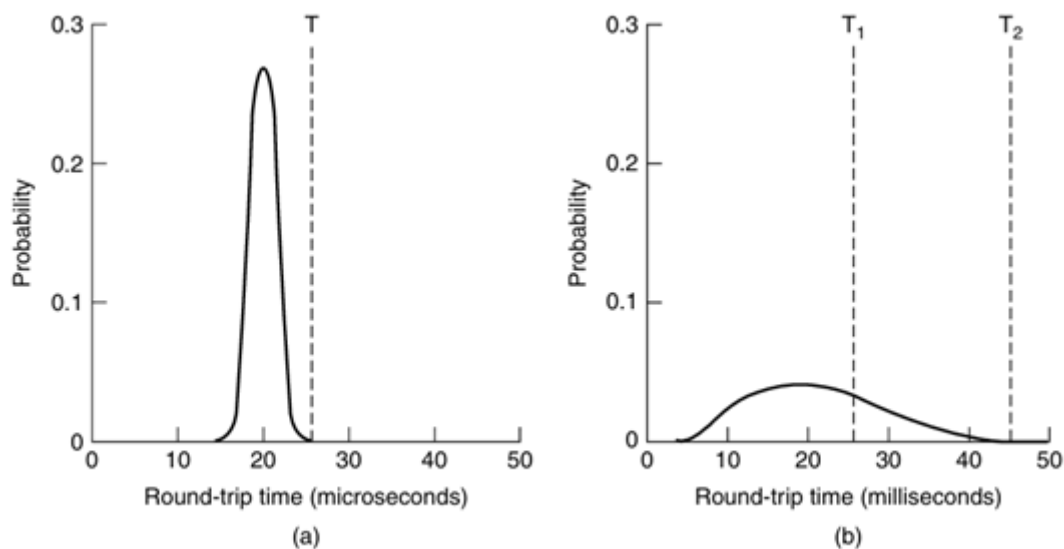 0.3
T
0.2
Probability
0.1
0
0 10 20 30 40 50
Round-trip time (microseconds)
(a)
0.3
T₁
T₂
0.2
Probability
0.1
0
0 10 20 30 40 50
Round-trip time (milliseconds)
(b)